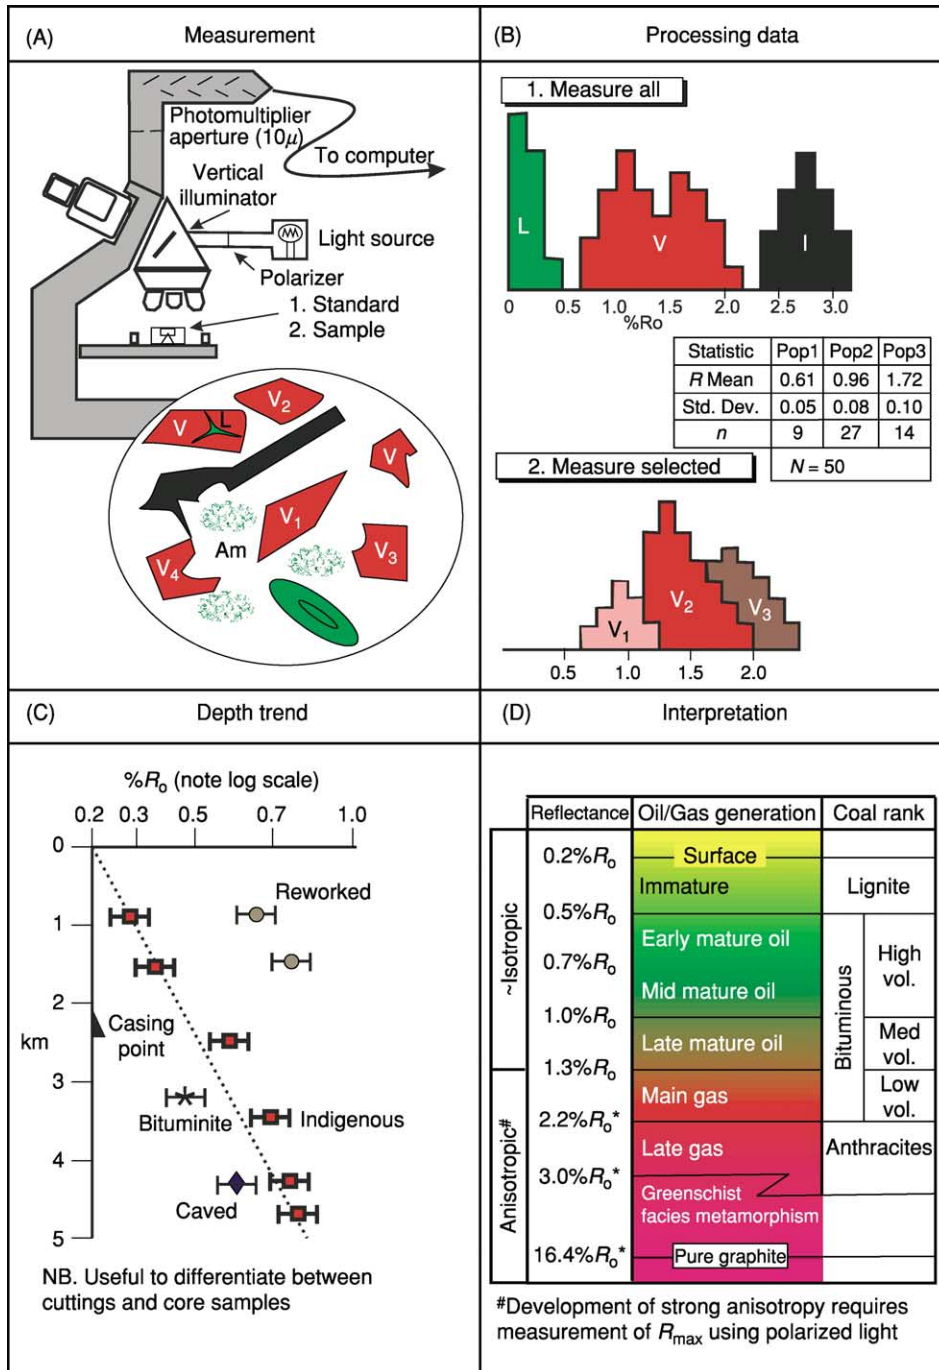 (A) Measurement
Photomultiplier
aperture (10μ)
To computer
Vertical
illuminator
Light source
Polarizer
1. Standard
2. Sample
V2
V
L
V
V1
Am
V3
V4
(B) Processing data
1. Measure all
L
V
I
0 0.5 1.0 1.5 2.0 2.5 3.0
%Ro
Statistic Pop1 Pop2 Pop3
R Mean 0.61 0.96 1.72
Std. Dev. 0.05 0.08 0.10
n 9 27 14
N = 50
2. Measure selected
V1
V2
V3
0.5 1.0 1.5 2.0
(C) Depth trend
%Ro (note log scale)
0.2 0.3 0.5 0.7 1.0
0
Reworked
1
2
Casing
point
km
3
Bituminite
Indigenous
4
Caved
5
NB. Useful to differentiate between
cuttings and core samples
(D) Interpretation
Reflectance Oil/Gas generation Coal rank
~Isotropic
Anisotropic#
0.2%Ro
Surface
Immature
Lignite
0.5%Ro
Early mature oil
0.7%Ro
Mid mature oil
1.0%Ro
Late mature oil
1.3%Ro
Main gas
2.2%Ro*
Late gas
3.0%Ro*
Greenschist
facies metamorphism
16.4%Ro*
Pure graphite
Bituminous
High
vol.
Med
vol.
Low
vol.
Anthracites
#Development of strong anisotropy requires
measurement of Rmax using polarized light